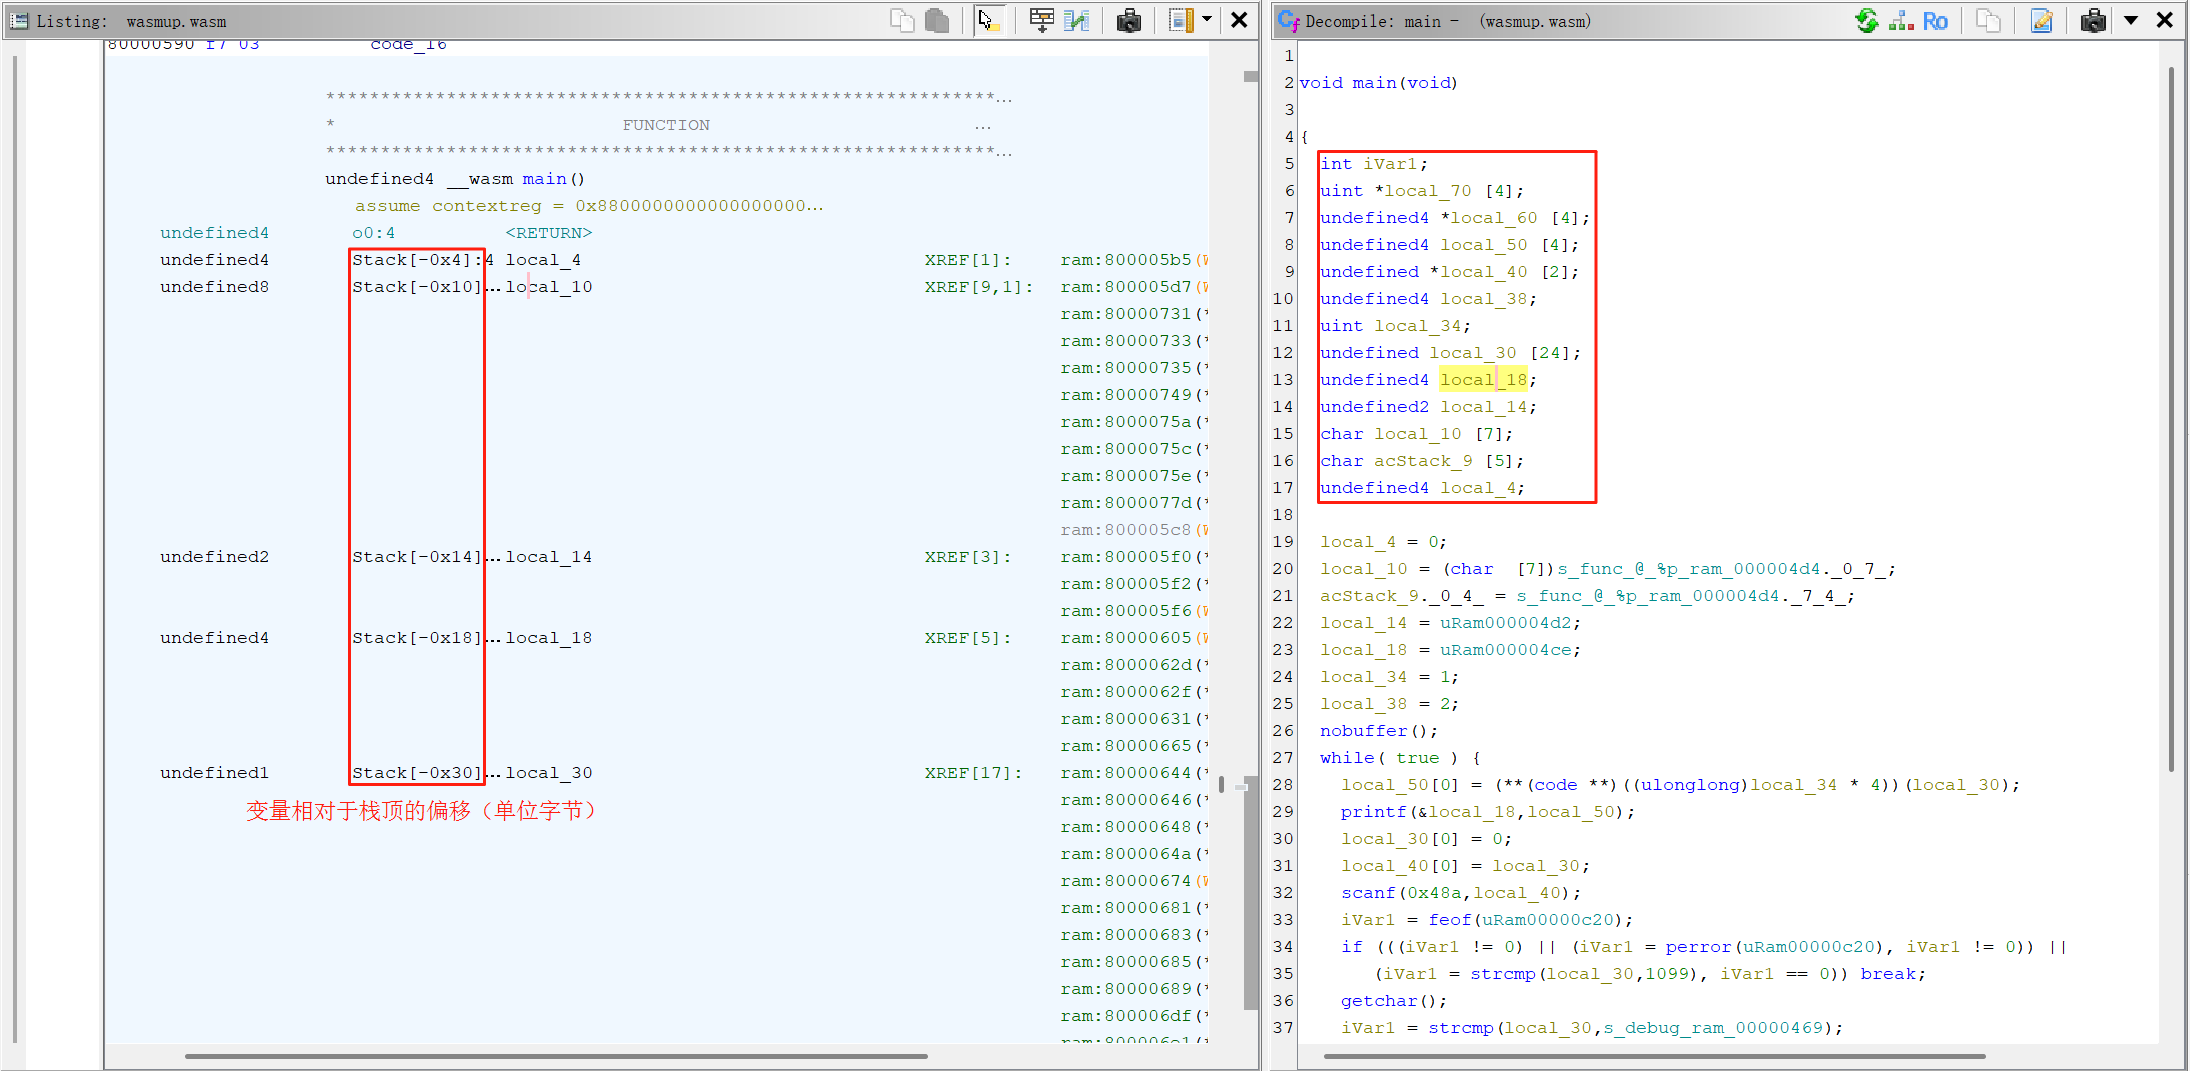 Listing: wasmup.wasm
80000590 f7 03 code_16
**************************************************************...
* FUNCTION ...
**************************************************************...
undefined4 __wasm main()
assume contextreg = 0x8800000000000000000...
undefined4 o0:4 <RETURN>
undefined4 Stack[-0x4]:4 local_4 XREF[1]: ram:800005b5(W
undefined8 Stack[-0x10]... local_10 XREF[9,1]: ram:800005d7(W
ram:80000731(*
ram:80000733(*
ram:80000735(*
ram:80000749(*
ram:8000075a(*
ram:8000075c(*
ram:8000075e(*
ram:8000077d(*
ram:800005c8(W
undefined2 Stack[-0x14]... local_14 XREF[3]: ram:800005f0(*
ram:800005f2(*
ram:800005f6(W
undefined4 Stack[-0x18]... local_18 XREF[5]: ram:80000605(W
ram:8000062d(*
ram:8000062f(*
ram:80000631(*
ram:80000665(*
undefined1 Stack[-0x30]... local_30 XREF[17]: ram:80000644(*
变量相对于栈顶的偏移（单位字节）
ram:80000646(*
ram:80000648(*
ram:8000064a(*
ram:80000674(W
ram:80000681(*
ram:80000683(*
ram:80000685(*
ram:80000689(*
ram:800006df(*
ram:800006e1(*
Decompile: main - (wasmup.wasm)
Ro
1
2 void main(void)
3
4 {
5 int iVar1;
6 uint *local_70 [4];
7 undefined4 *local_60 [4];
8 undefined4 local_50 [4];
9 undefined *local_40 [2];
10 undefined4 local_38;
11 uint local_34;
12 undefined local_30 [24];
13 undefined4 local_18;
14 undefined2 local_14;
15 char local_10 [7];
16 char acStack_9 [5];
17 undefined4 local_4;
18
19 local_4 = 0;
20 local_10 = (char [7])s_func_@_%p_ram_000004d4._0_7_;
21 acStack_9._0_4_ = s_func_@_%p_ram_000004d4._7_4_;
22 local_14 = uRam000004d2;
23 local_18 = uRam000004ce;
24 local_34 = 1;
25 local_38 = 2;
26 nobuffer();
27 while( true ) {
28 local_50[0] = (**(code **)((ulonglong)local_34 * 4))(local_30);
29 printf(&local_18,local_50);
30 local_30[0] = 0;
31 local_40[0] = local_30;
32 scanf(0x48a,local_40);
33 iVar1 = feof(uRam00000c20);
34 if (((iVar1 != 0) || (iVar1 = perror(uRam00000c20), iVar1 != 0)) ||
35 (iVar1 = strcmp(local_30,1099), iVar1 == 0)) break;
36 getchar();
37 iVar1 = strcmp(local_30,s_debug_ram_00000469);